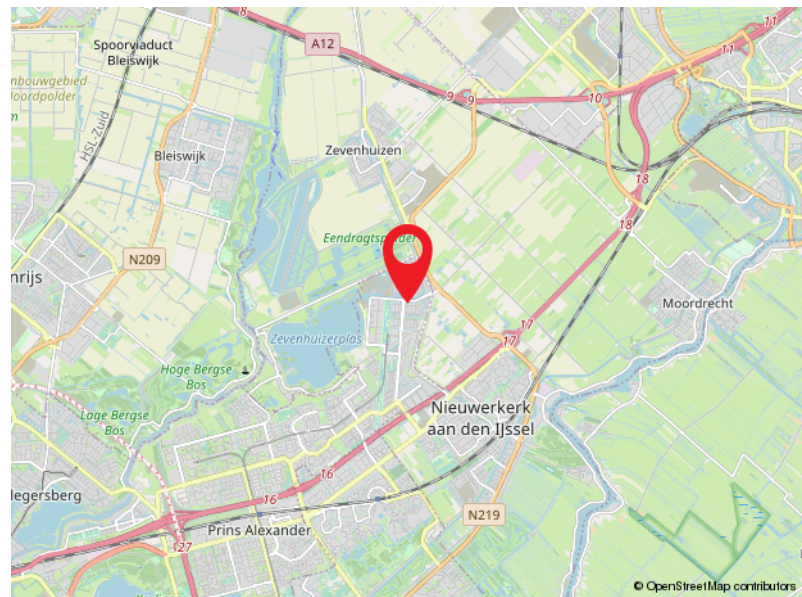 8
11
Spoorviaduct
Bleiswijk
A12
11
nbouwgebied
oordpolder
9
9
10
HSL-Zuid
Bleiswijk
Zevenhuizen
18
18
Eendragtspolder
N209
nrijs
Moordrecht
17
17
Zevenhuizerplas
Hoge Bergse
Bos
Lage Bergse
Bos
Nieuwerkerk
aan den IJssel
16
16
legersberg
N219
Prins Alexander
27
© OpenStreetMap contributors